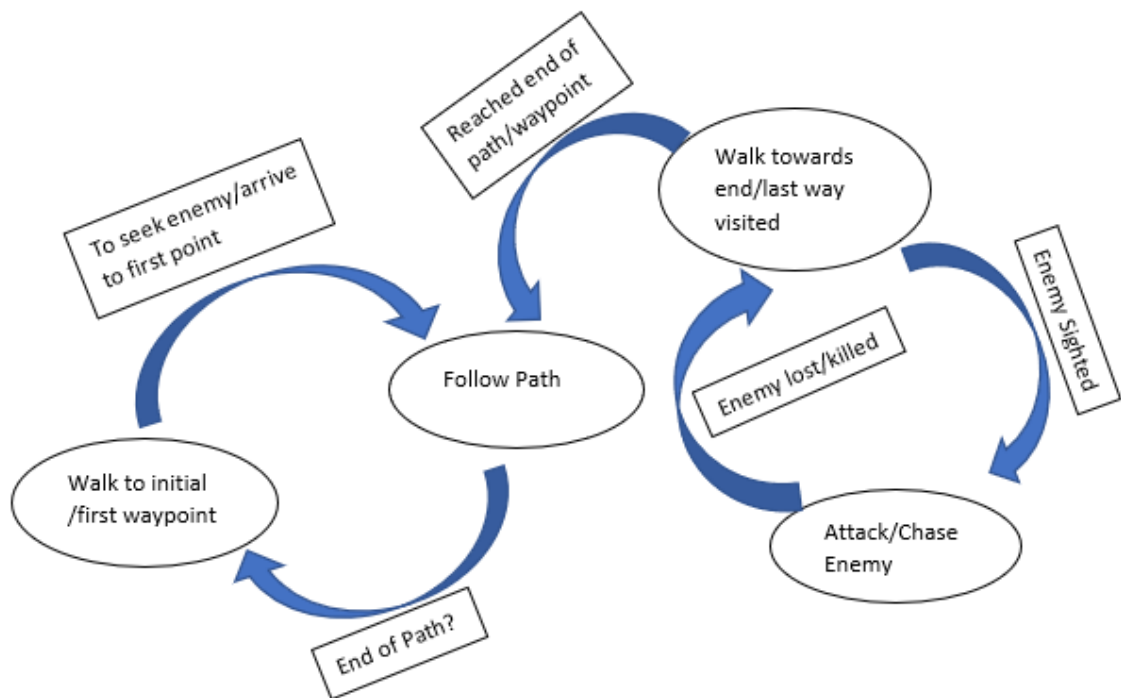 Reached end of
path/waypoint
Walk towards
end/last way
visited
To seek enemy/arrive
to first point
Enemy Sighted
Enemy lost/killed
Follow Path
Walk to initial
/first waypoint
Attack/Chase
Enemy
End of Path?